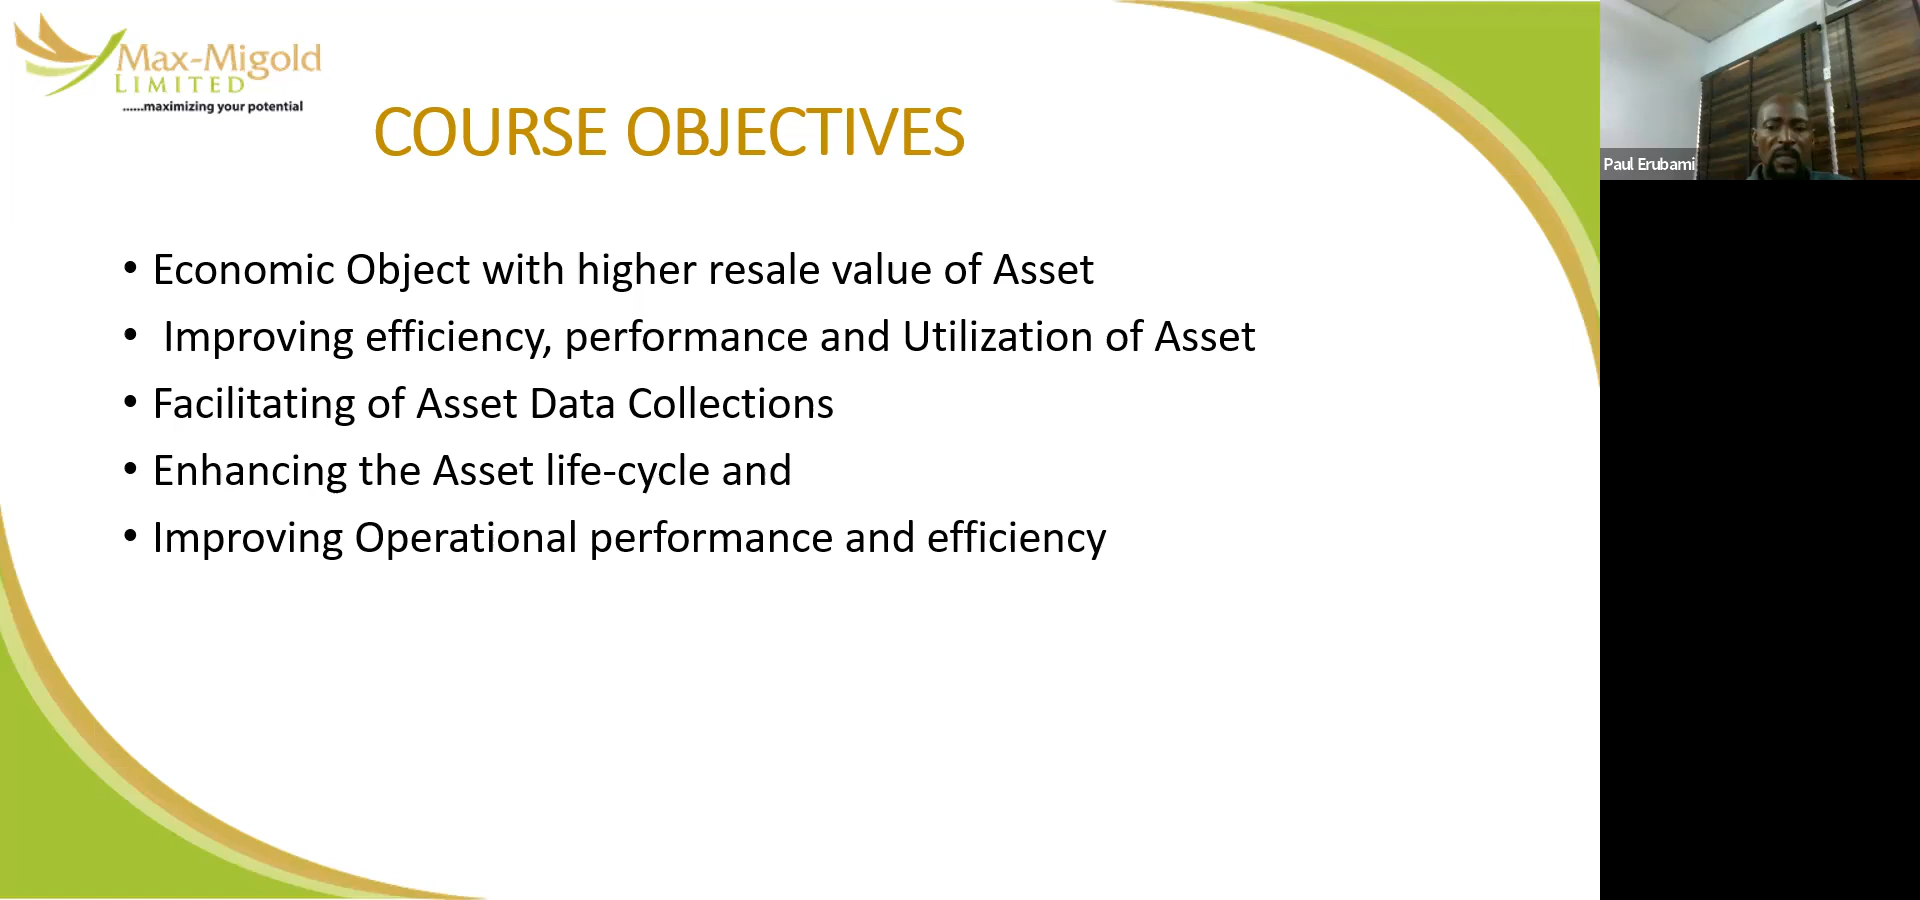 Max-Migold
LIMITED
......maximizing your potential
COURSE OBJECTIVES
• Economic Object with higher resale value of Asset
• Improving efficiency, performance and Utilization of Asset
• Facilitating of Asset Data Collections
• Enhancing the Asset life-cycle and
• Improving Operational performance and efficiency
Paul Erubami